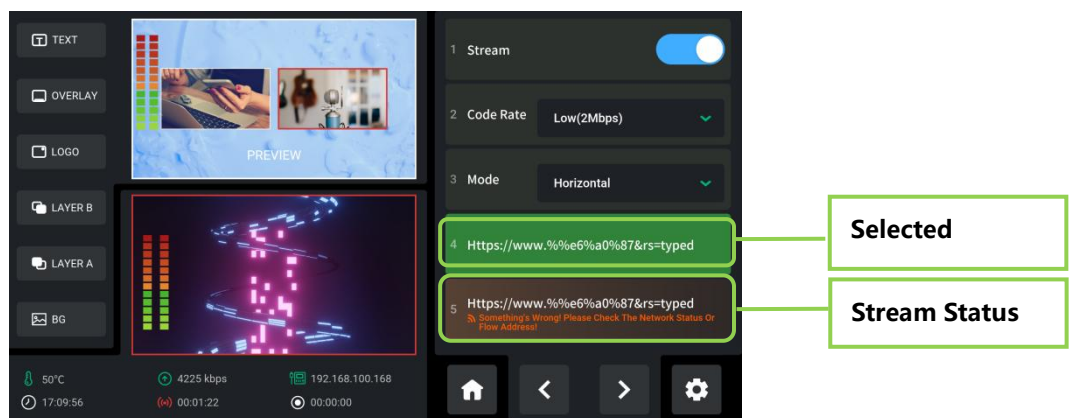 TEXT
OVERLAY
LOGO
LAYER B
LAYER A
BG
PREVIEW
50°C
4225 kbps
192.168.100.168
17:09:56
00:01:22
00:00:00
1 Stream
2 Code Rate Low(2Mbps)
3 Mode Horizontal
4 Https://www.%%e6%a0%87&rs=typed
5 Https://www.%%e6%a0%87&rs=typed
Something's Wrong! Please Check The Network Status Or
Flow Address!
Selected
Stream Status